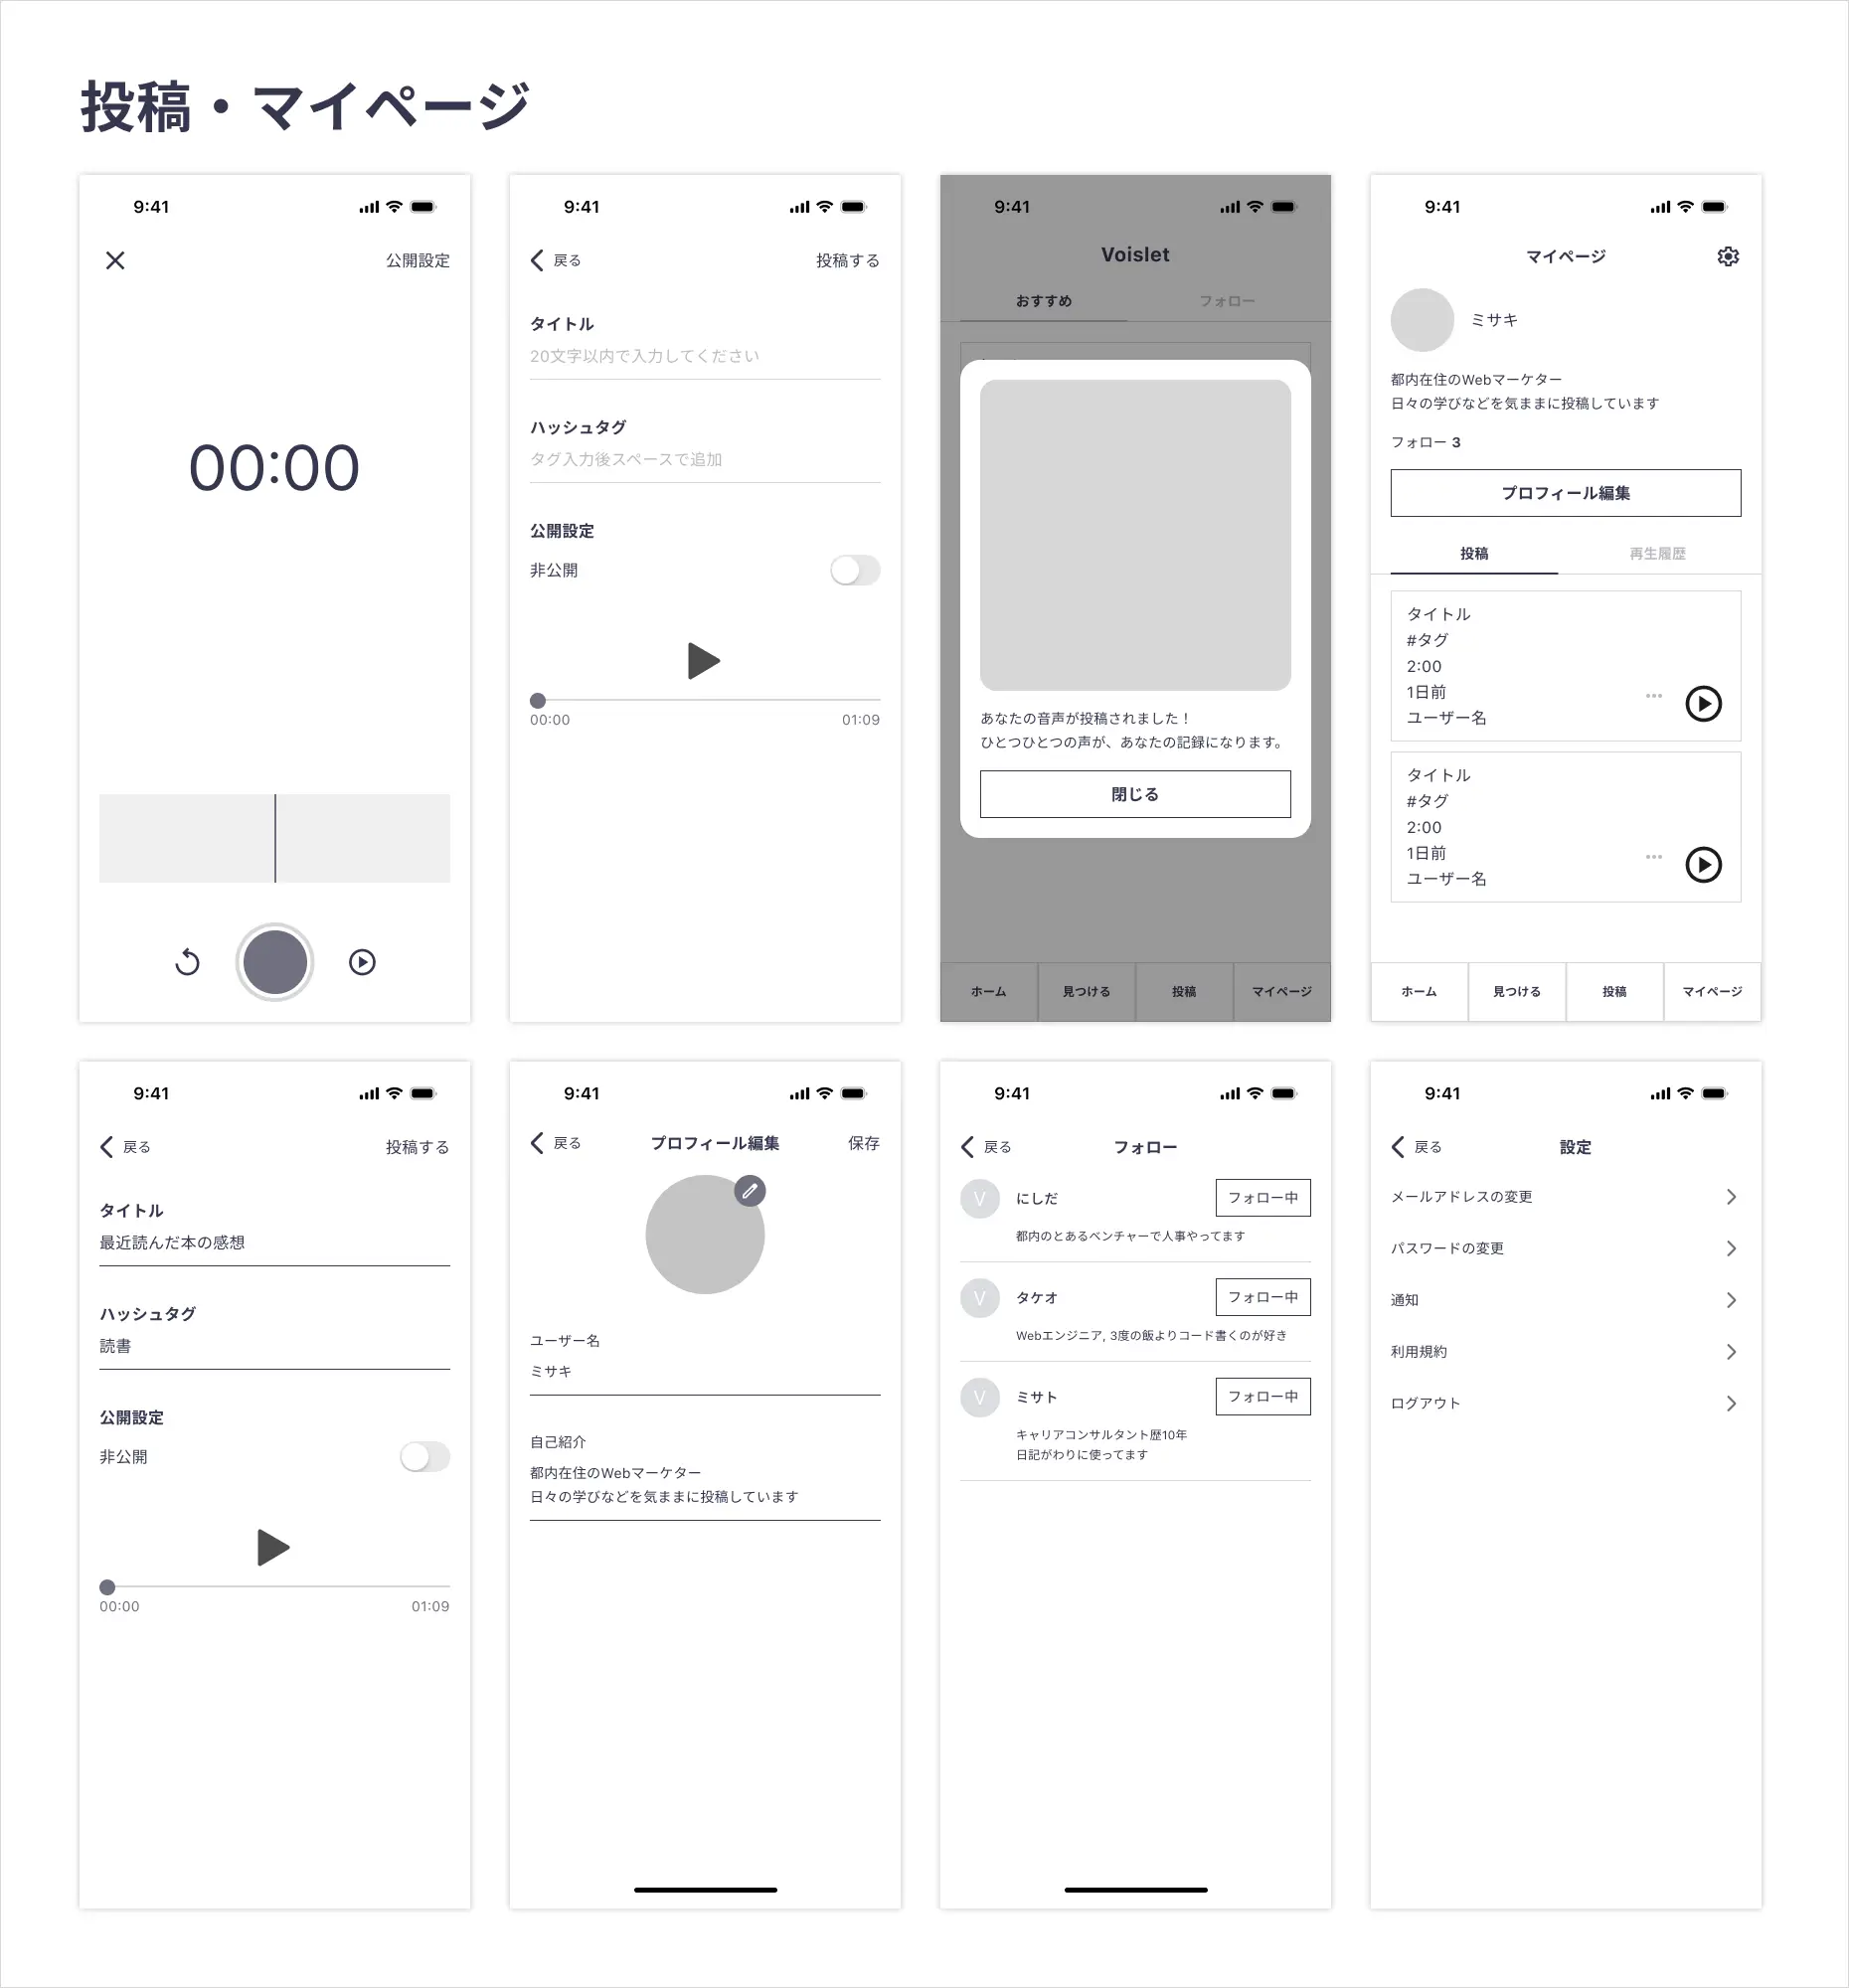 投稿・マイページ
9:41
公開設定
00:00
9:41
戻る
投稿する
タイトル
20文字以内で入力してください
ハッシュタグ
タグ入力後スペースで追加
公開設定
非公開
00:00
01:09
9:41
Voislet
おすすめ
フォロー
あなたの音声が投稿されました！
ひとつひとつの声が、あなたの記録になります。
閉じる
ホーム
見つける
投稿
マイページ
9:41
マイページ
ミサキ
都内在住のWebマーケター
日々の学びなどを気ままに投稿しています
フォロー 3
プロフィール編集
投稿
再生履歴
タイトル
#タグ
2:00
1日前
ユーザー名
タイトル
#タグ
2:00
1日前
ユーザー名
ホーム
見つける
投稿
マイページ
9:41
戻る
投稿する
タイトル
最近読んだ本の感想
ハッシュタグ
読書
公開設定
非公開
00:00
01:09
9:41
戻る
プロフィール編集
保存
ユーザー名
ミサキ
自己紹介
都内在住のWebマーケター
日々の学びなどを気ままに投稿しています
9:41
戻る
フォロー
V
にしだ
フォロー中
都内のとあるベンチャーで人事やってます
V
タケオ
フォロー中
Webエンジニア, 3度の飯よりコード書くのが好き
V
ミサト
フォロー中
キャリアコンサルタント歴10年
日記がわりに使ってます
9:41
戻る
設定
メールアドレスの変更
パスワードの変更
通知
利用規約
ログアウト